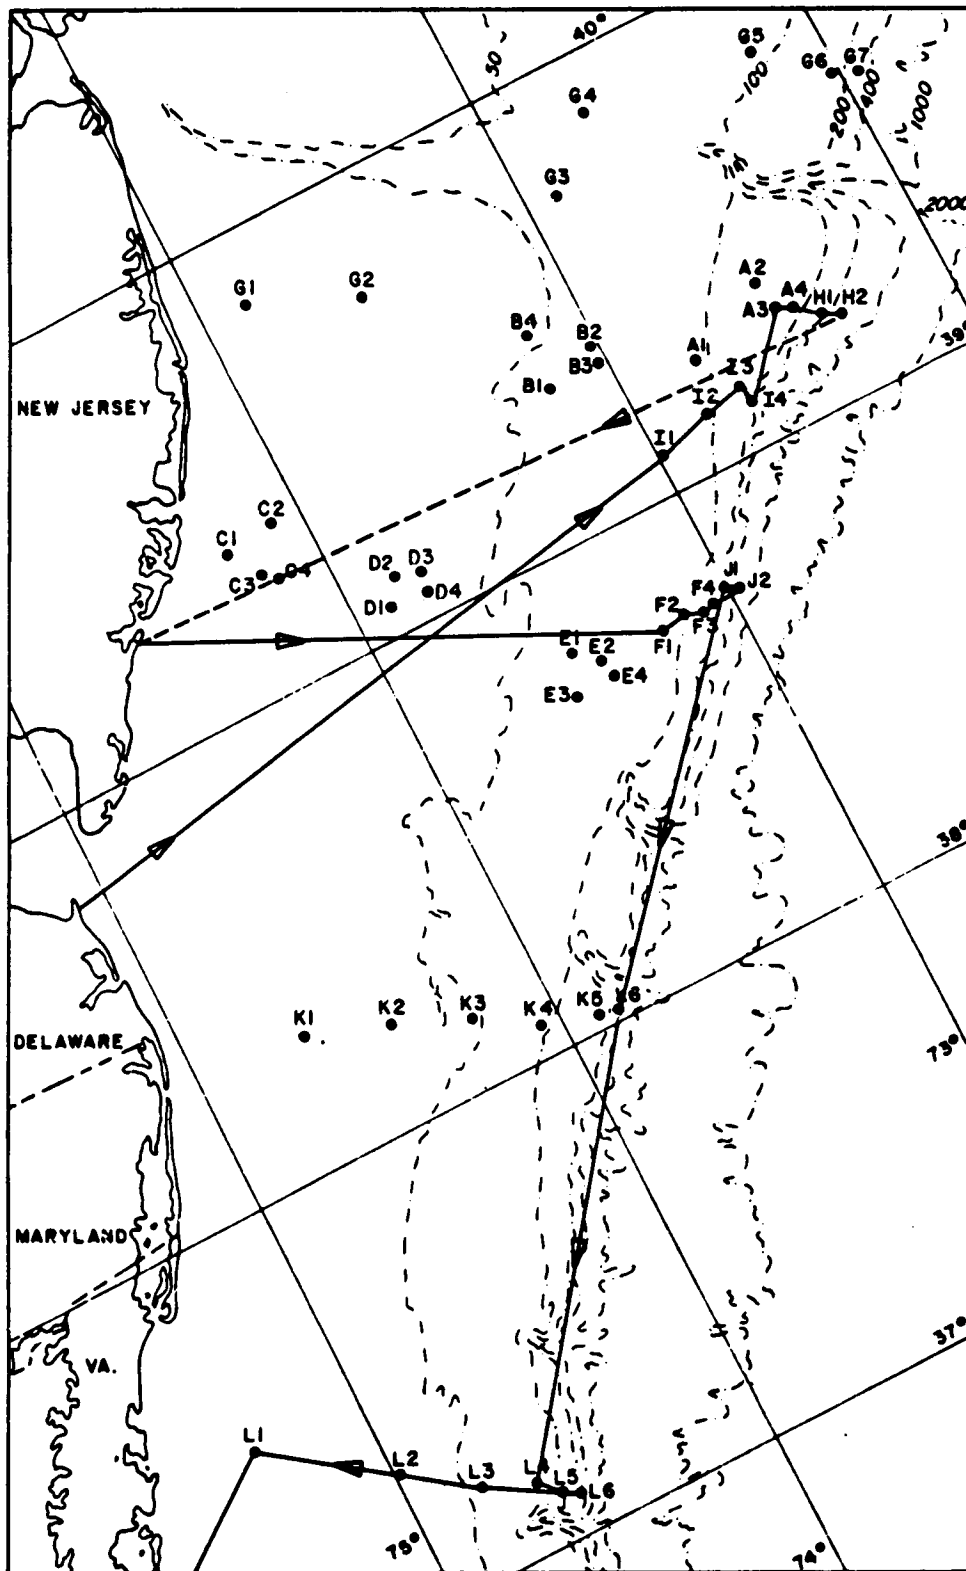 40°
G5
G6 G7
50
100
200
400
1000
2000
G4
G3
G1
G2
A2
A3
A4
H1
H2
B4
B2
B3
B1
A1
I3
I4
I2
I1
39°
NEW JERSEY
C2
C1
C3
C4
D2
D3
D4
D1
J1
J2
F4
F2
F3
F1
E1
E2
E4
E3
38°
K1
K2
K3
K4
K5
K6
73°
DELAWARE
MARYLAND
37°
VA.
L1
L2
L3
L4
L5
L6
75°
74°